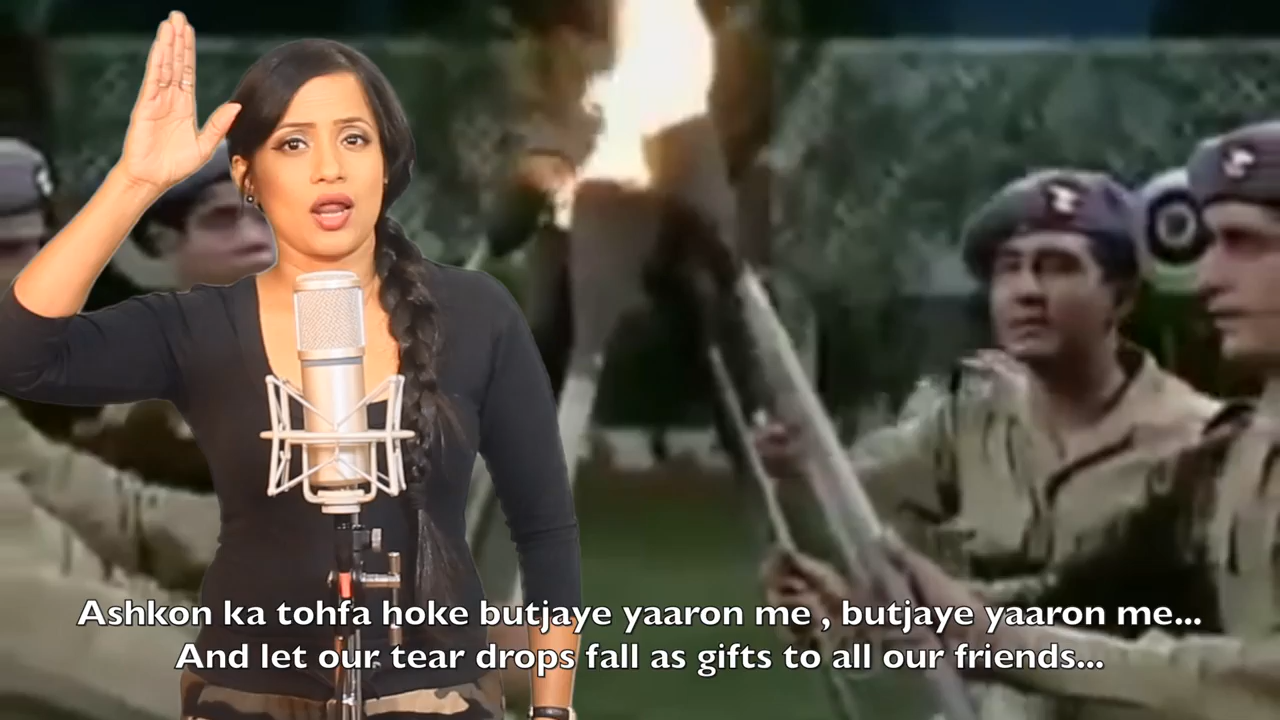 Ashkon ka tohfa hoke butjaye yaaron me , butjaye yaaron me...
And let our tear drops fall as gifts to all our friends...